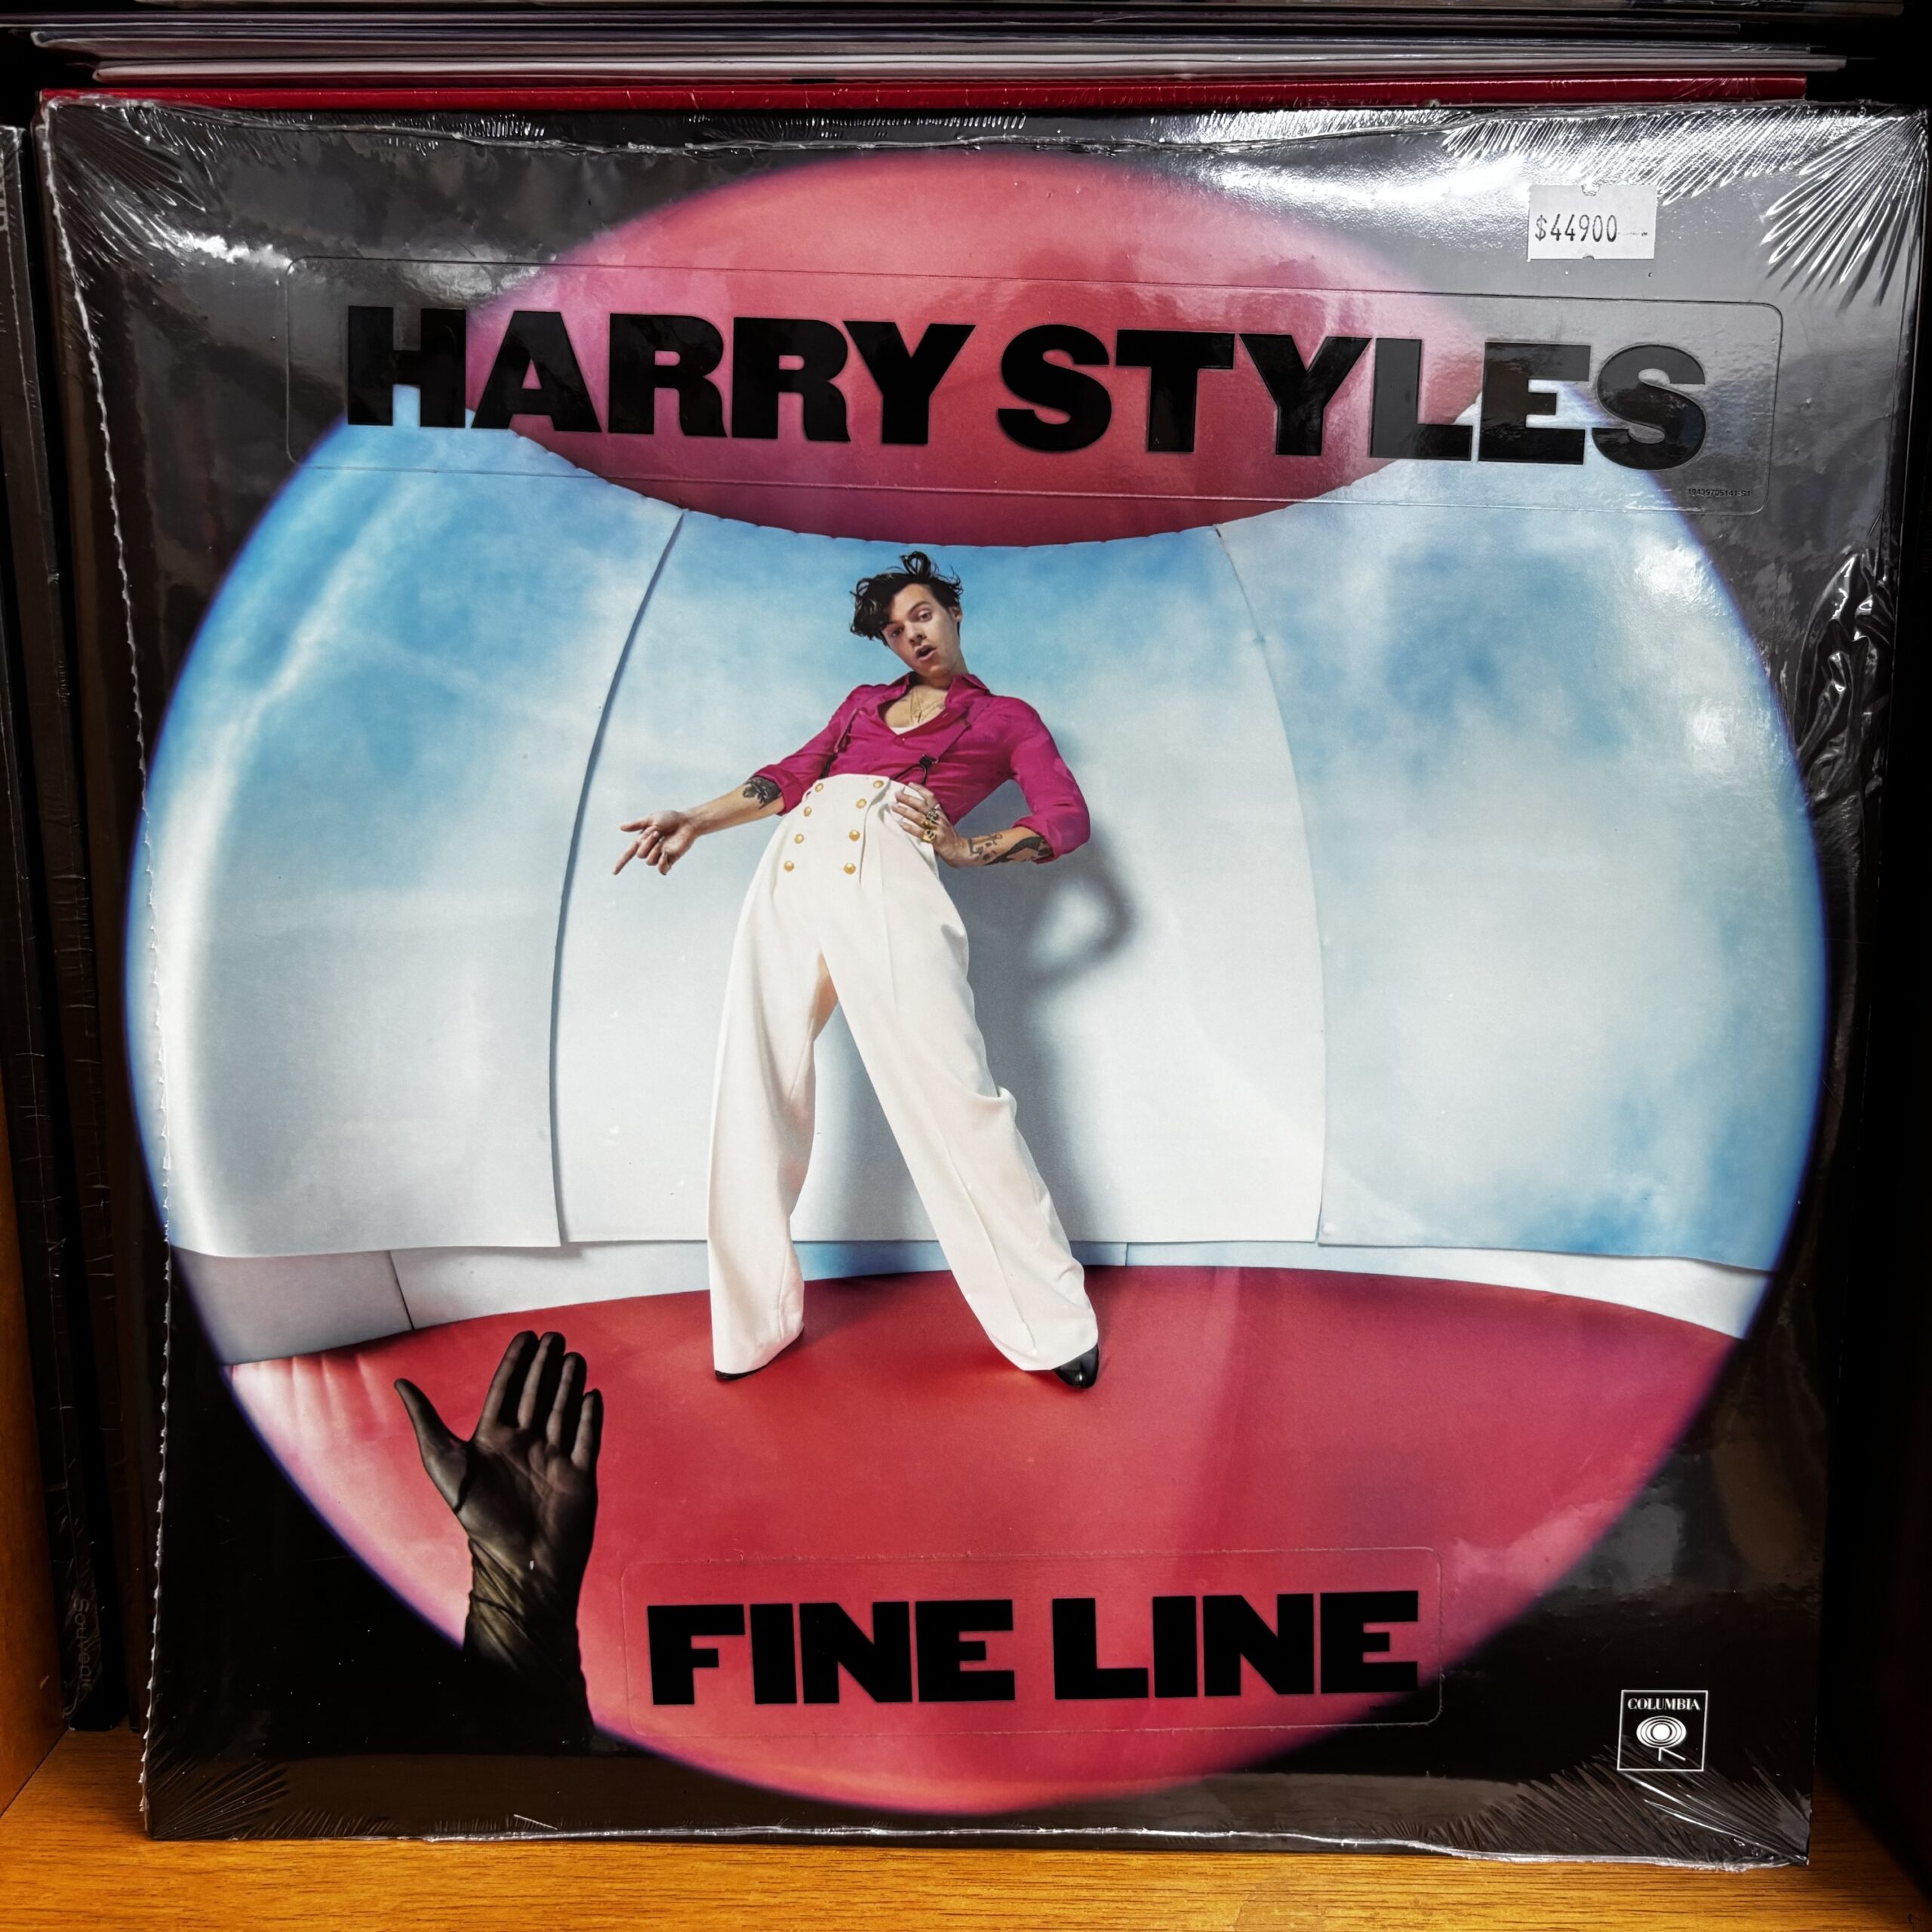 $44900
HARRY STYLES
FINE LINE
COLUMBIA